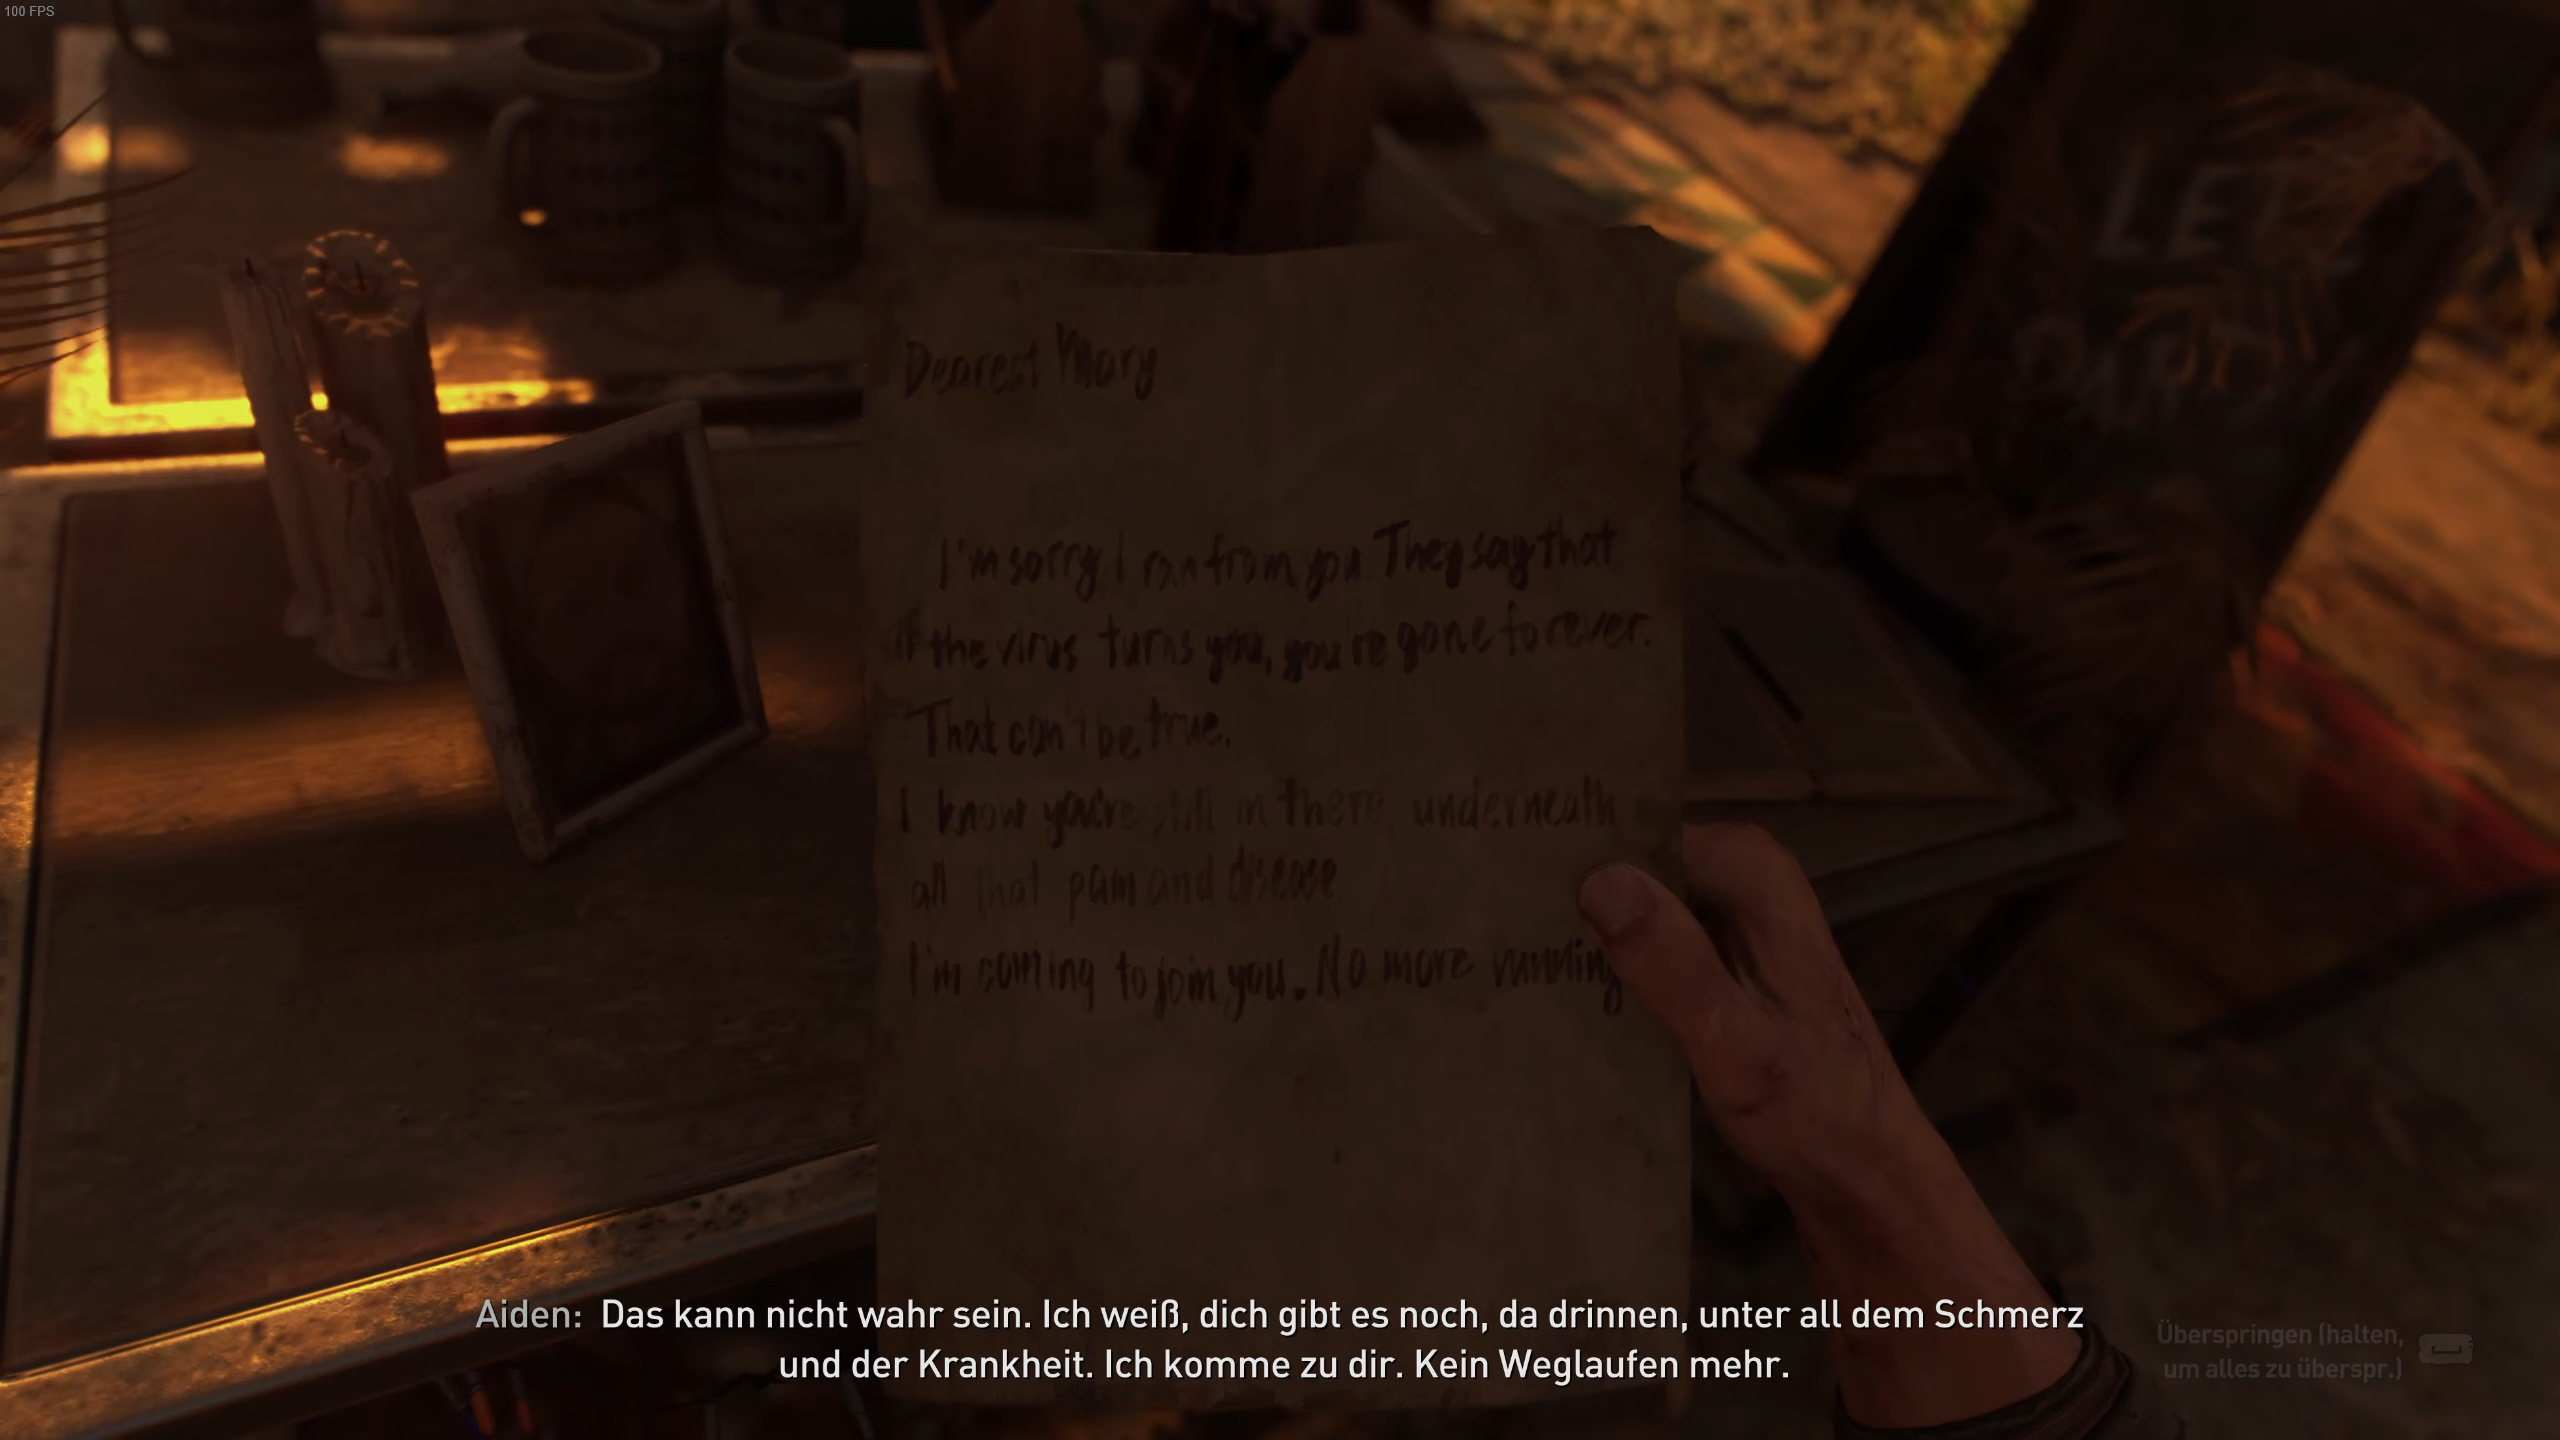 100 FPS
LET
PARTY
Dearest Mary
I'm sorry I ran from you. They say that
if the virus turns you, you're gone forever.
That can't be true.
I know you're still in there, underneath
all that pain and disease
I'm coming to join you. No more running
Aiden: Das kann nicht wahr sein. Ich weiß, dich gibt es noch, da drinnen, unter all dem Schmerz
und der Krankheit. Ich komme zu dir. Kein Weglaufen mehr.
Überspringen (halten,
um alles zu überspr.)